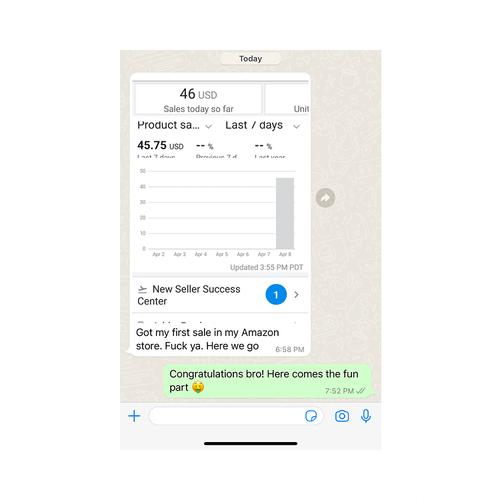 Today
46 USD
Sales today so far
Unit
Product sa... Last 7 days
45.75 USD -- % -- %
Last 7 days Previous 7 d Last year
50
40
30
20
10
0
Apr 2 Apr 3 Apr 4 Apr 5 Apr 6 Apr 7 Apr 8
Updated 3:55 PM PDT
New Seller Success
Center
1
Got my first sale in my Amazon
store. Fuck ya. Here we go
6:58 PM
Congratulations bro! Here comes the fun
part 🤑
7:52 PM